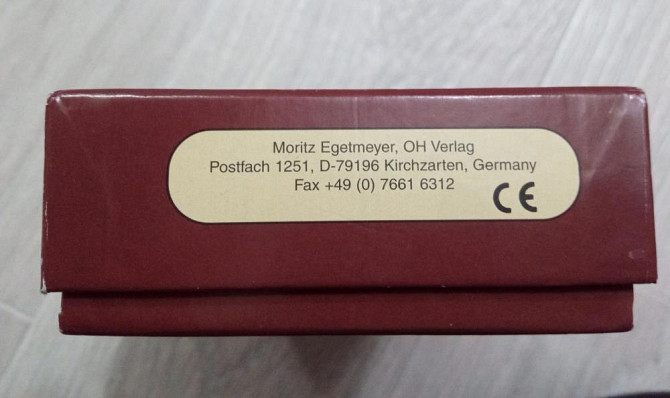 Moritz Egetmeyer, OH Verlag
Postfach 1251, D-79196 Kirchzarten, Germany
Fax +49 (0) 7661 6312
CE